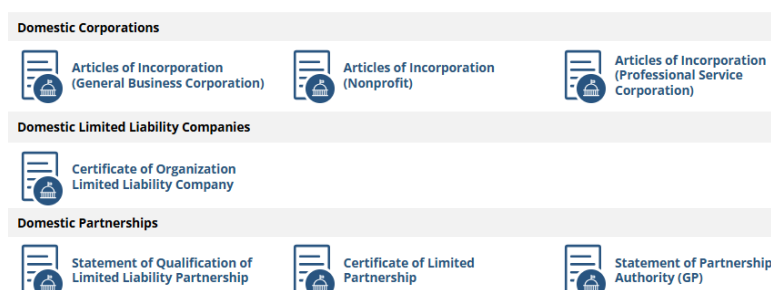 Domestic Corporations
Articles of Incorporation
(General Business Corporation)
Articles of Incorporation
(Nonprofit)
Articles of Incorporation
(Professional Service
Corporation)
Domestic Limited Liability Companies
Certificate of Organization
Limited Liability Company
Domestic Partnerships
Statement of Qualification of
Limited Liability Partnership
Certificate of Limited
Partnership
Statement of Partnership
Authority (GP)